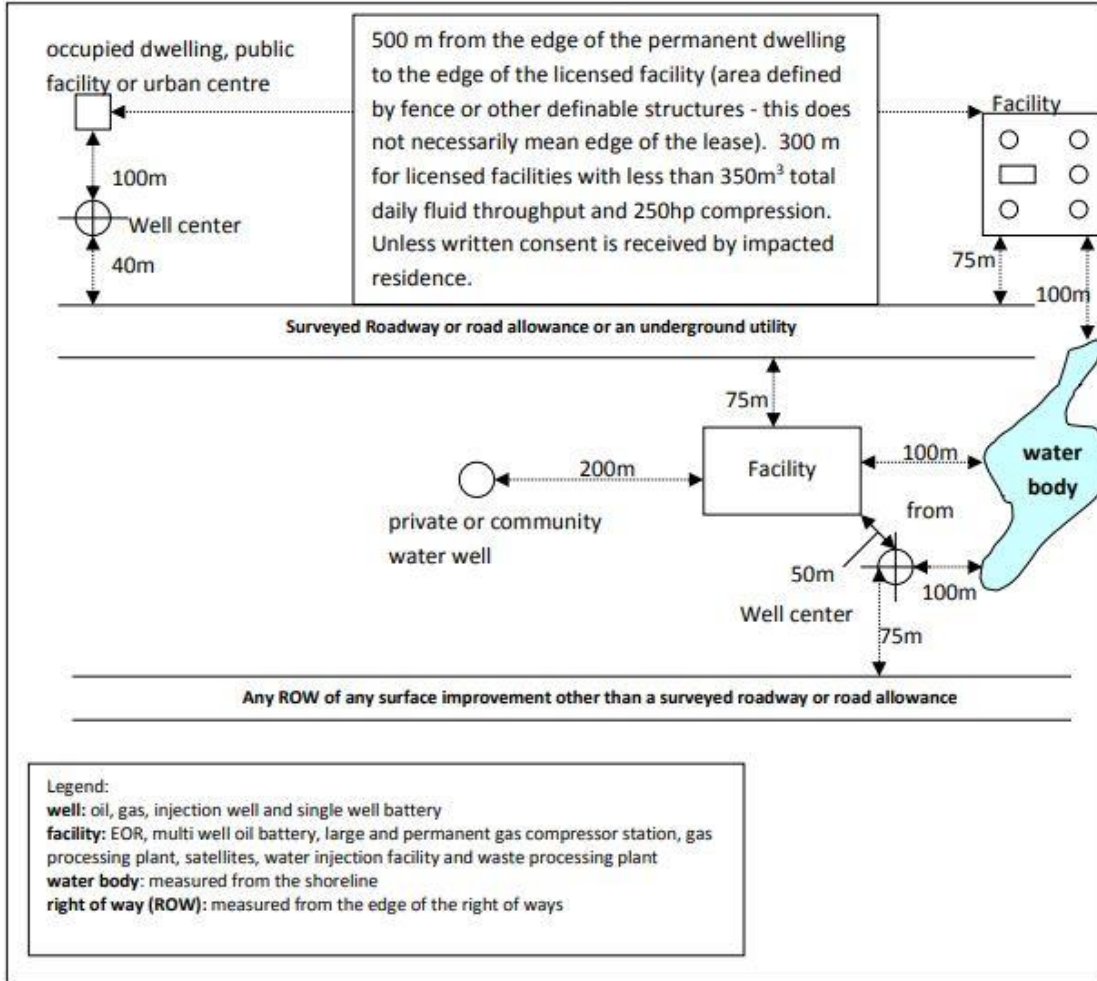 occupied dwelling, public
facility or urban centre
500 m from the edge of the permanent dwelling
to the edge of the licensed facility (area defined
by fence or other definable structures - this does
not necessarily mean edge of the lease). 300 m
for licensed facilities with less than 350m³ total
daily fluid throughput and 250hp compression.
Unless written consent is received by impacted
residence.
Facility
100m
Well center
40m
75m
100m
Surveyed Roadway or road allowance or an underground utility
75m
200m
Facility
100m
water
body
private or community
water well
from
50m
100m
Well center
75m
Any ROW of any surface improvement other than a surveyed roadway or road allowance
Legend:
well: oil, gas, injection well and single well battery
facility: EOR, multi well oil battery, large and permanent gas compressor station, gas
processing plant, satellites, water injection facility and waste processing plant
water body: measured from the shoreline
right of way (ROW): measured from the edge of the right of ways